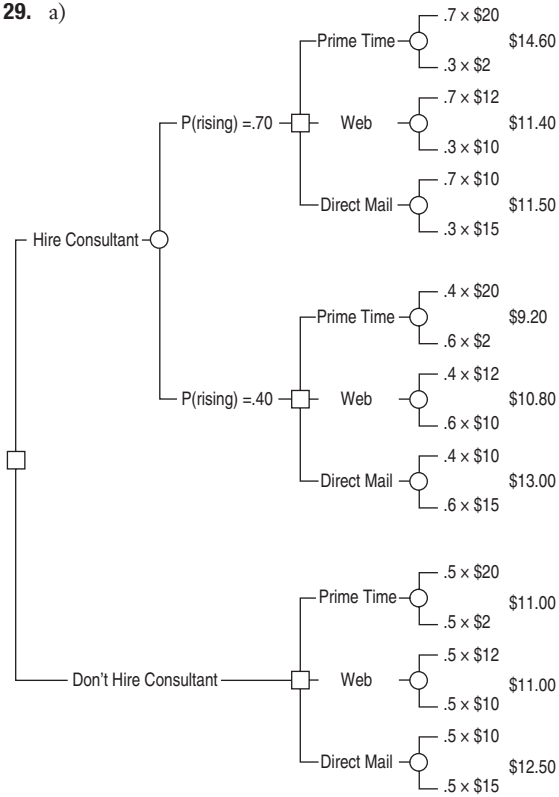 29. a)
.7 x $20
Prime Time
$14.60
.3 x $2
.7 x $12
P(rising) =.70
Web
$11.40
.3 x $10
.7 x $10
Direct Mail
$11.50
.3 x $15
Hire Consultant
.4 x $20
Prime Time
$9.20
.6 x $2
.4 x $12
P(rising) =.40
Web
$10.80
.6 x $10
.4 x $10
Direct Mail
$13.00
.6 x $15
.5 x $20
Prime Time
$11.00
.5 x $2
.5 x $12
Don't Hire Consultant
Web
$11.00
.5 x $10
.5 x $10
Direct Mail
$12.50
.5 x $15